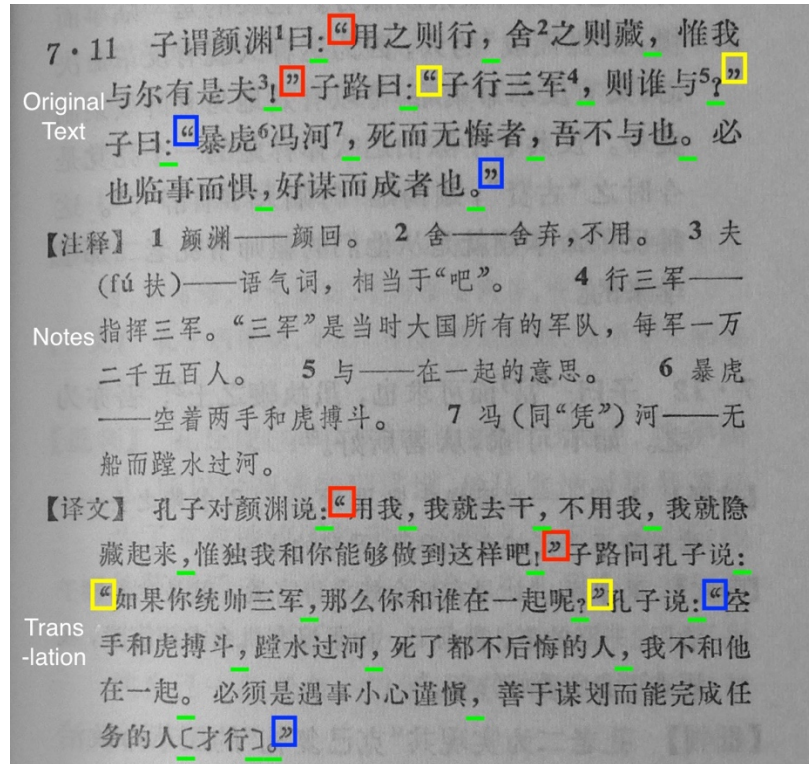 7·11 子谓颜渊¹曰：“用之则行，舍²之则藏，惟我
Original Text
与尔有是夫³！”子路曰：“子行三军⁴，则谁与⁵？”
子曰：“暴虎⁶冯河⁷，死而无悔者，吾不与也。必
也临事而惧，好谋而成者也。”
【注释】 1 颜渊——颜回。 2 舍——舍弃，不用。 3 夫
(fú 扶)——语气词，相当于“吧”。 4 行三军——
Notes
指挥三军。“三军”是当时大国所有的军队，每军一万
二千五百人。 5 与——在一起的意思。 6 暴虎
——空着两手和虎搏斗。 7 冯（同“凭”）河——无
船而蹚水过河。
【译文】 孔子对颜渊说：“用我，我就去干，不用我，我就隐
藏起来，惟独我和你能够做到这样吧！”子路问孔子说：
“如果你统帅三军，那么你和谁在一起呢？”孔子说：“空
Trans
-lation
手和虎搏斗，蹚水过河，死了都不后悔的人，我不和他
在一起。必须是遇事小心谨慎，善于谋划而能完成任
务的人〔才行〕。”